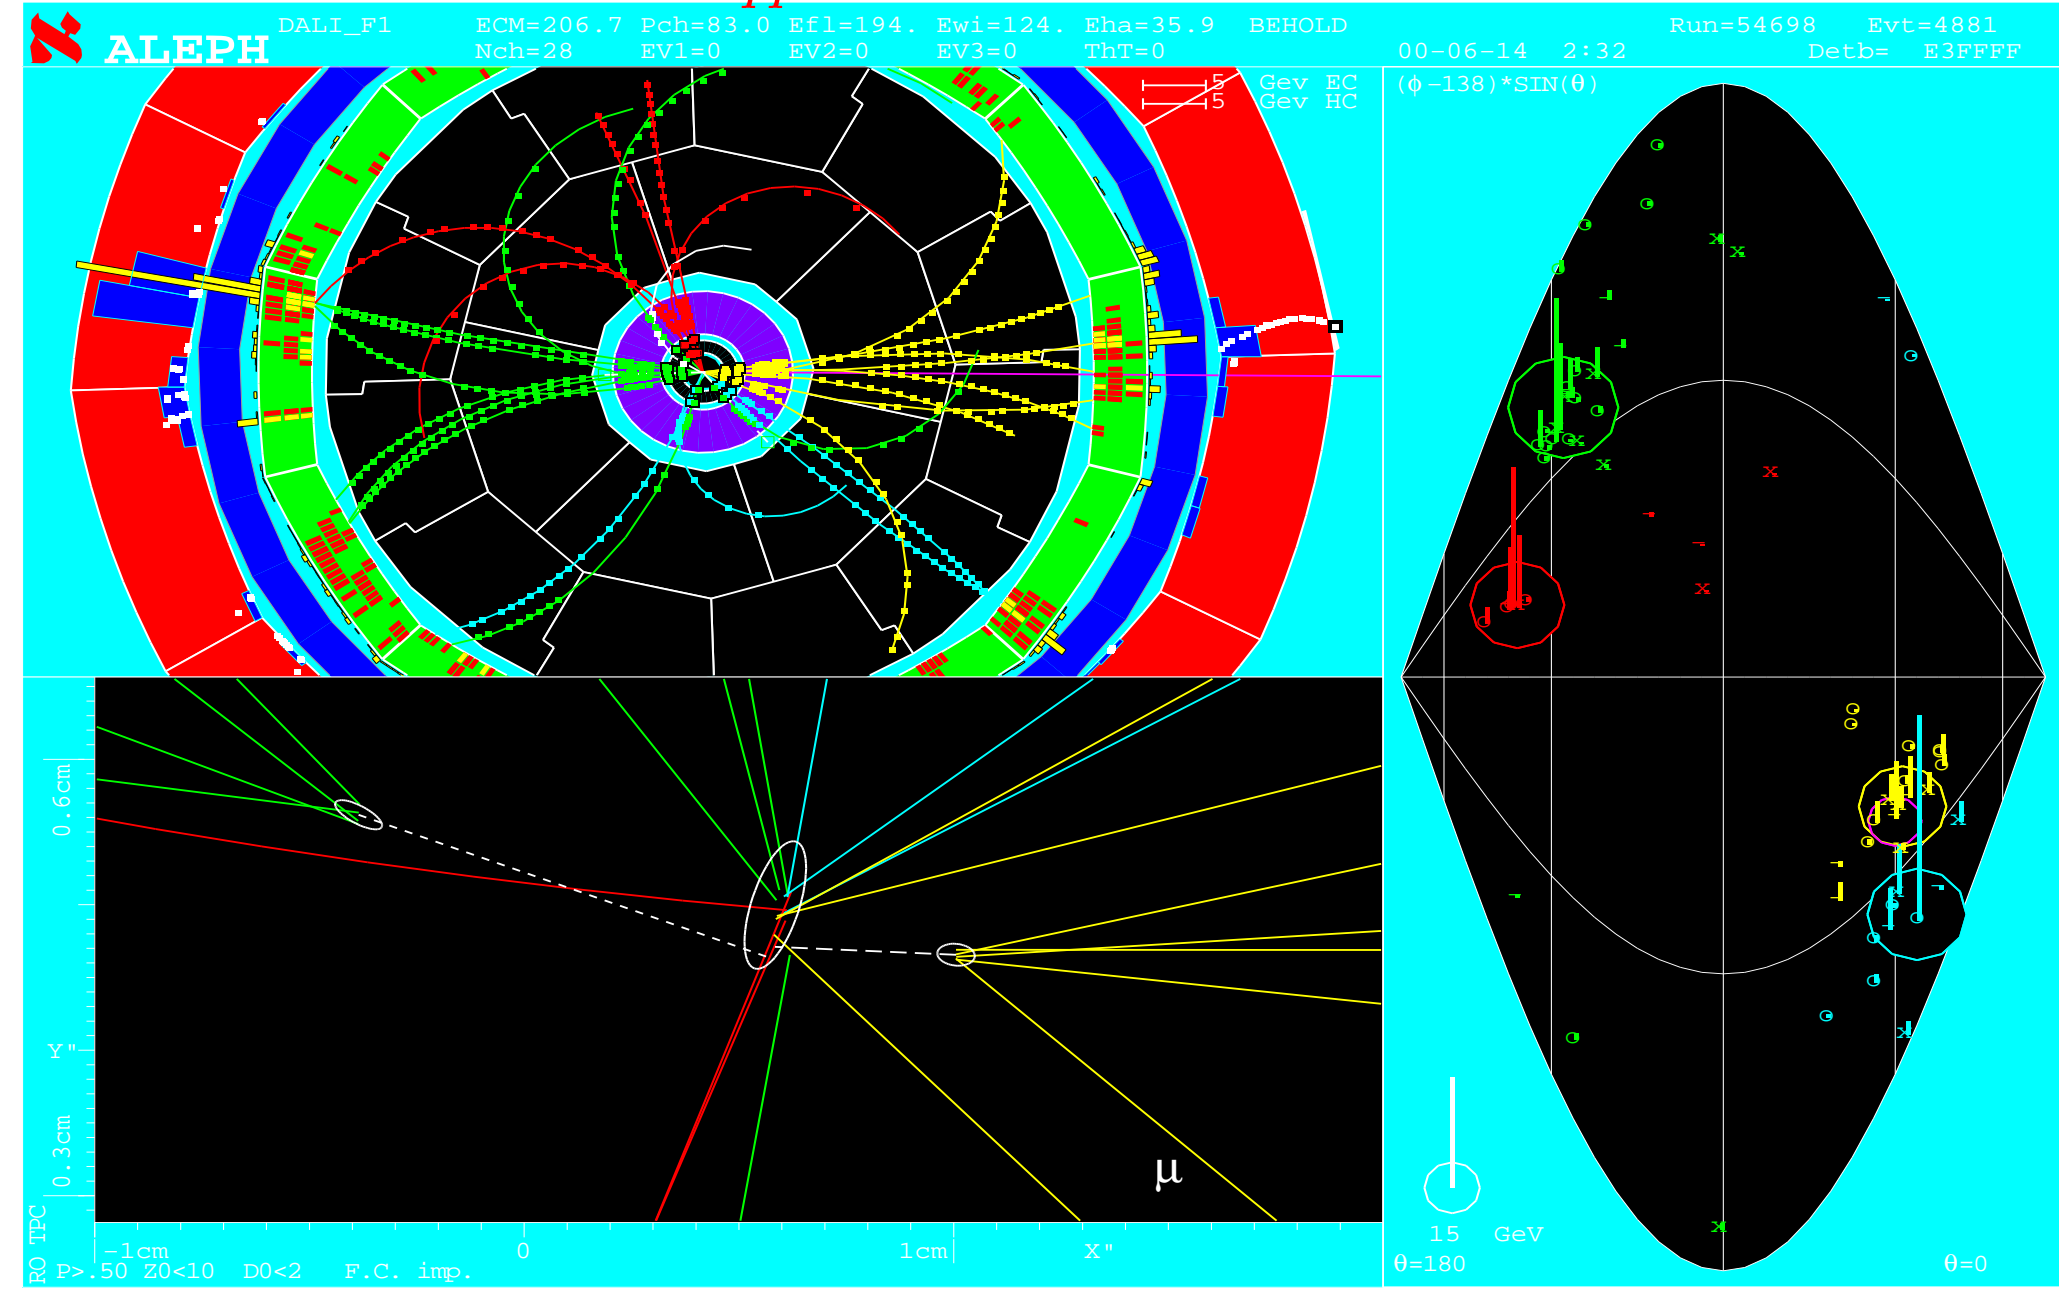 DALI_F1 ECM=206.7 Pch=83.0 Efl=194. Ewi=124. Eha=35.9 BEHOLD Run=54698 Evt=4881
ALEPH Nch=28 EV1=0 EV2=0 EV3=0 ThT=0 00-06-14 2:32 Detb= E3FFFF
5 Gev EC
5 Gev HC
(ϕ-138)*SIN(θ)
0.6cm
Y"
0.3cm
μ
RO TPC
-1cm 0 1cm X"
P>.50 Z0<10 D0<2 F.C. imp.
15 GeV
θ=180 θ=0